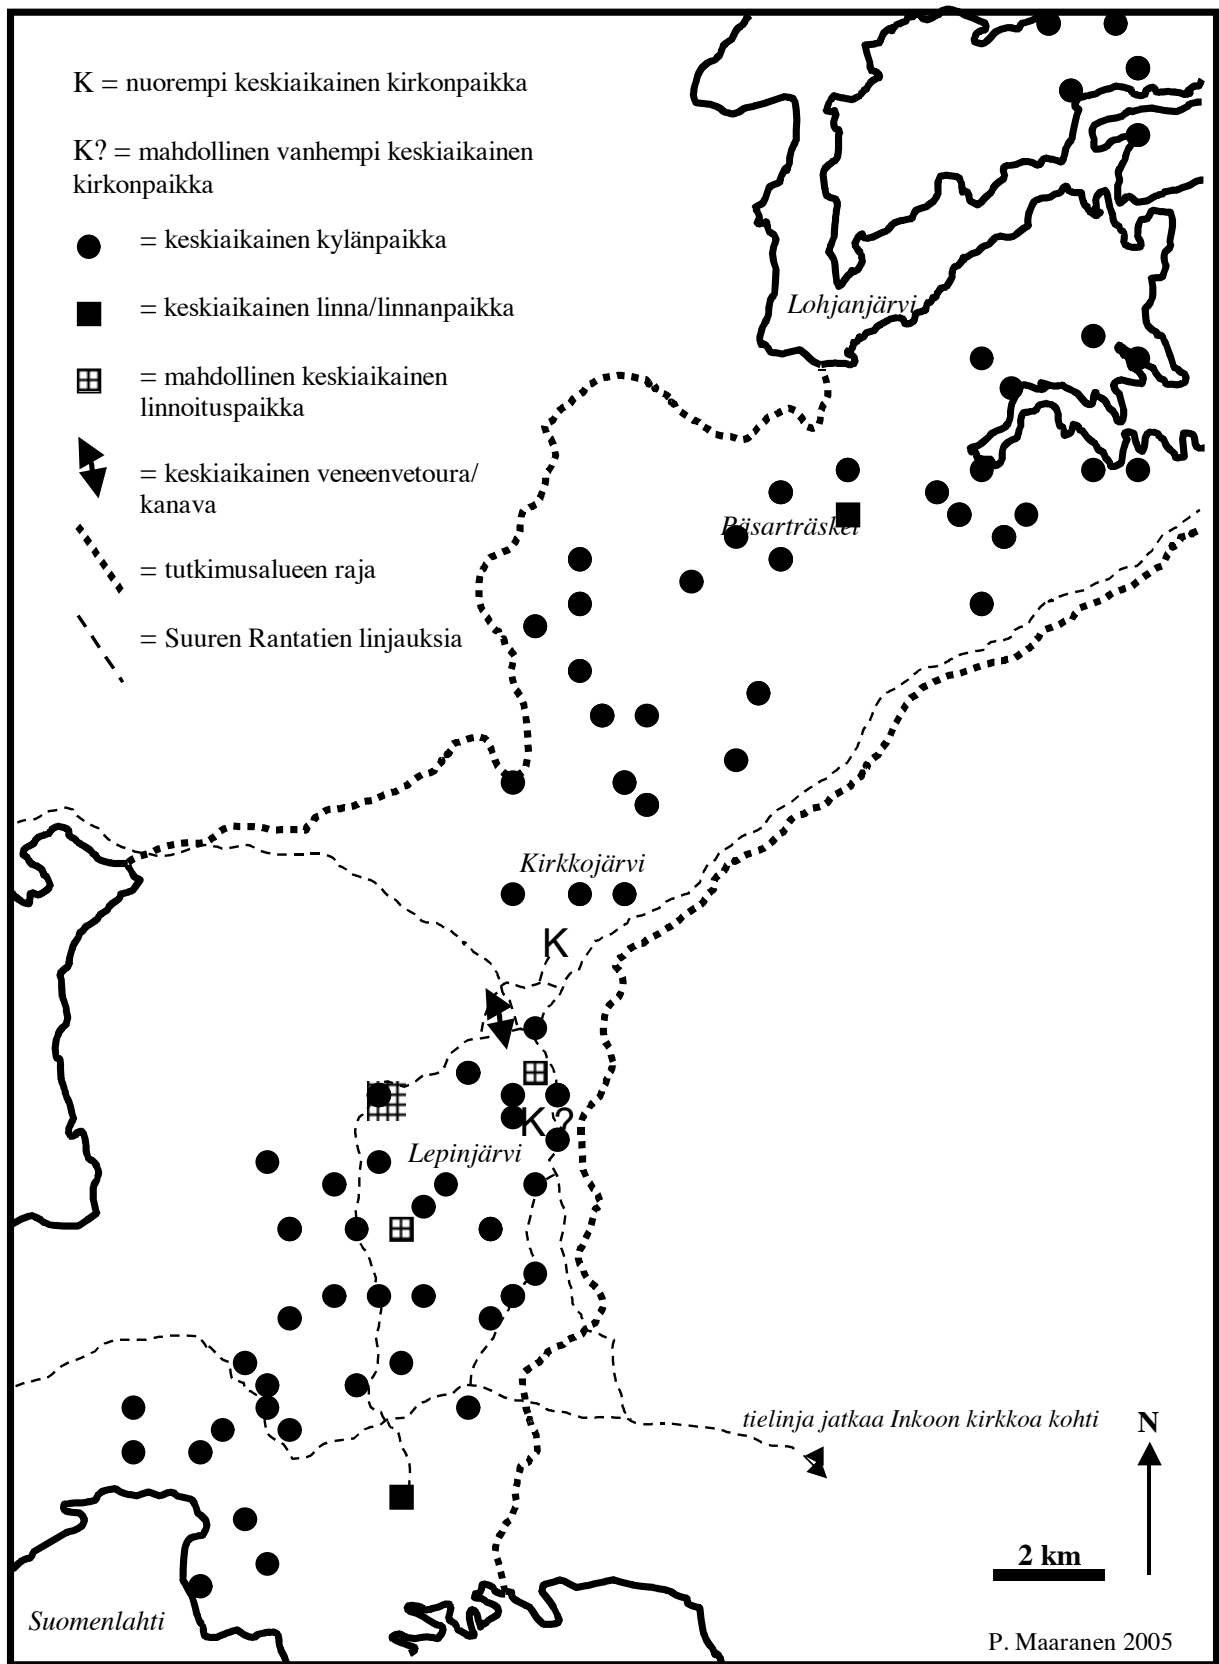 K = nuorempi keskiaikainen kirkonpaikka
K? = mahdollinen vanhempi keskiaikainen
kirkonpaikka
= keskiaikainen kylänpaikka
= keskiaikainen linna/linnanpaikka
= mahdollinen keskiaikainen
linnoituspaikka
= keskiaikainen veneenvetoura/
kanava
= tutkimusalueen raja
= Suuren Rantatien linjauksia
Lohjanjärvi
Päsarträsket
Kirkkojärvi
K
K?
Lepinjärvi
tielinja jatkaa Inkoon kirkkoa kohti
N
2 km
Suomenlahti
P. Maaranen 2005